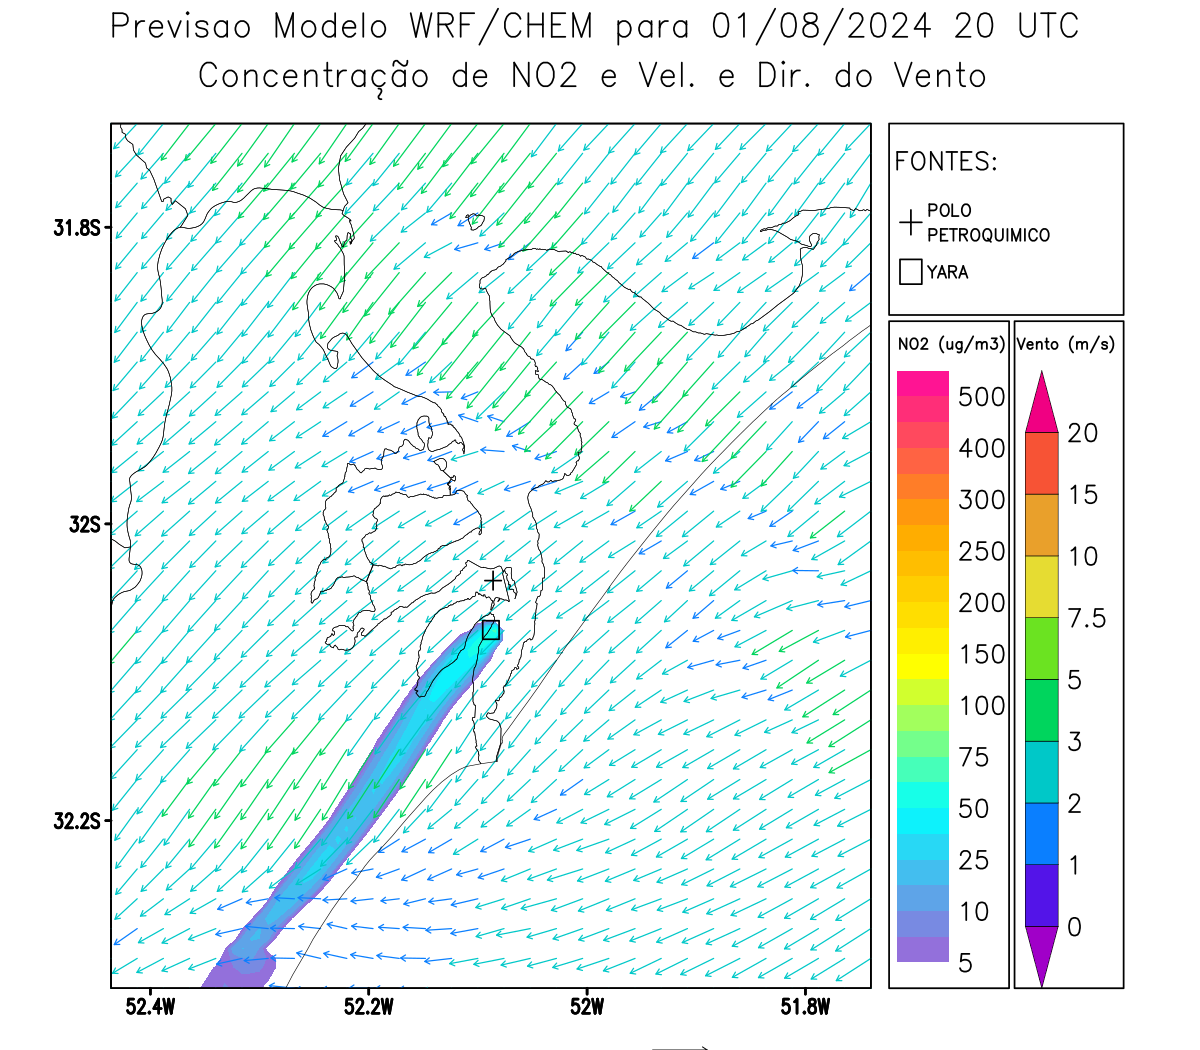 Previsao Modelo WRF/CHEM para 01/08/2024 20 UTC
Concentração de NO2 e Vel. e Dir. do Vento
FONTES:
POLO
PETROQUIMICO
YARA
NO2 (ug/m3)
500
400
300
250
200
150
100
75
50
25
10
5
Vento (m/s)
20
15
10
7.5
5
3
2
1
0
31.8S
32S
32.2S
52.4W
52.2W
52W
51.8W